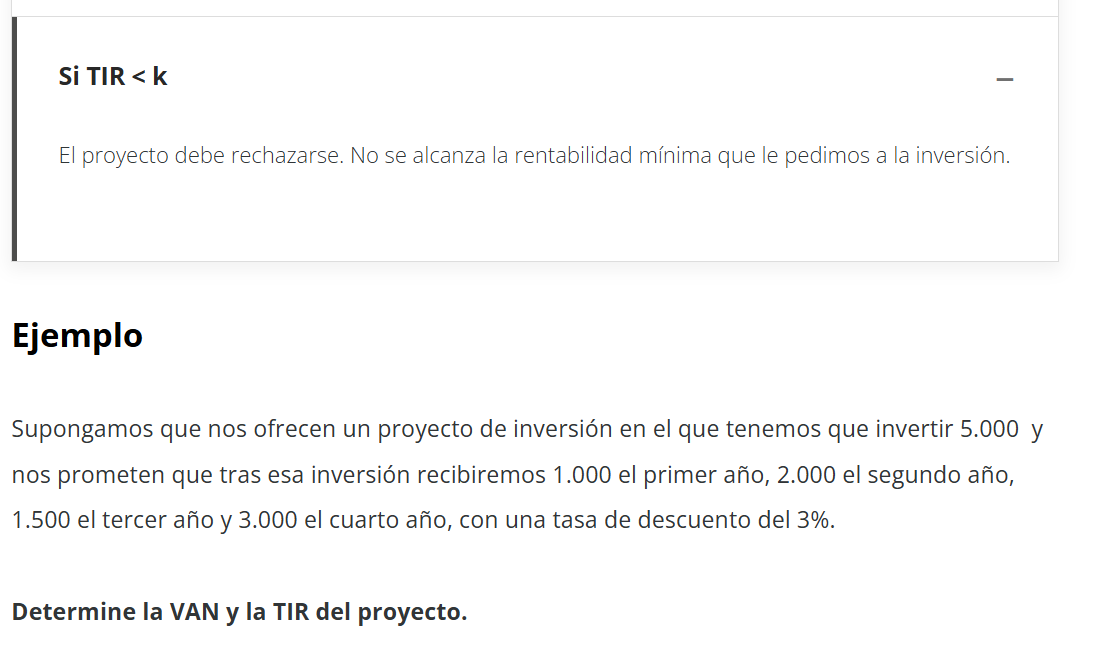 Si TIR < k
El proyecto debe rechazarse. No se alcanza la rentabilidad mínima que le pedimos a la inversión.
Ejemplo
Supongamos que nos ofrecen un proyecto de inversión en el que tenemos que invertir 5.000 y
nos prometen que tras esa inversión recibiremos 1.000 el primer año, 2.000 el segundo año,
1.500 el tercer año y 3.000 el cuarto año, con una tasa de descuento del 3%.
Determine la VAN y la TIR del proyecto.